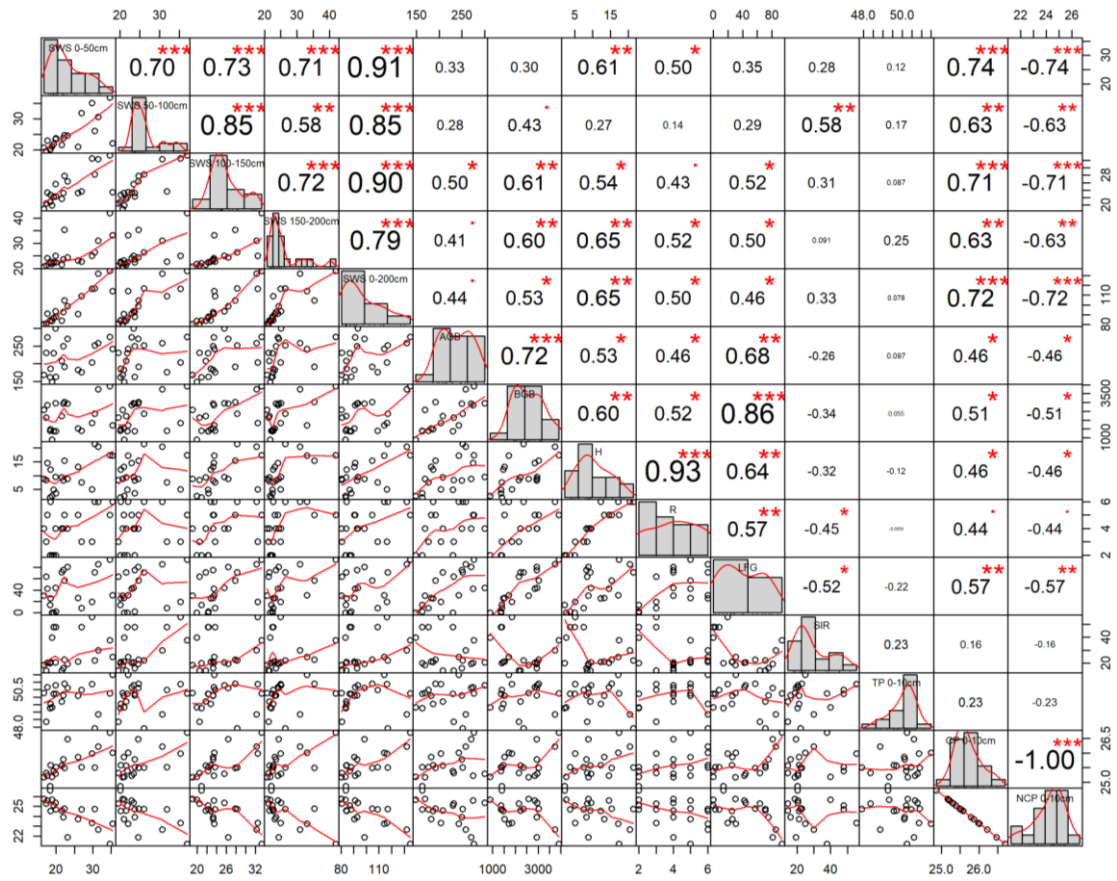 20 30 20 30 40 150 250 5 15 0 40 80 48.0 50.0 22 24 26
SWS 0-50cm 0.70 *** 0.73 *** 0.71 *** 0.91 *** 0.33 0.30 0.61 ** 0.50 * 0.35 0.28 0.12 0.74 *** -0.74 *** 20 30
20 30 SWS 50-100cm 0.85 *** 0.58 ** 0.85 *** 0.28 0.43 . 0.27 0.14 0.29 0.58 ** 0.17 0.63 ** -0.63 **
SWS 100-150cm 0.72 *** 0.90 *** 0.50 * 0.61 ** 0.54 * 0.43 . 0.52 * 0.31 0.087 0.71 *** -0.71 *** 20 28
20 30 40 SWS 150-200cm 0.79 *** 0.41 . 0.60 ** 0.65 ** 0.52 * 0.50 * 0.091 0.25 0.63 ** -0.63 **
SWS 0-200cm 0.44 . 0.53 * 0.65 ** 0.50 * 0.46 * 0.33 0.078 0.72 *** -0.72 *** 80 110
150 250 AGB 0.72 *** 0.53 * 0.46 * 0.68 ** -0.26 0.097 0.46 * -0.46 *
BGB 0.60 ** 0.52 * 0.86 *** -0.34 0.055 0.51 * -0.51 * 1000 3500
5 15 H 0.93 *** 0.64 ** -0.32 -0.12 0.46 * -0.46 *
R 0.57 ** -0.45 * 0.44 . -0.44 . 2 4 6
0 40 LFG -0.52 * -0.22 0.57 ** -0.57 **
SIR 0.23 0.16 -0.16 20 40
48.0 50.5 TP 0-10cm 0.23 -0.23
CP 0-10cm -1.00 *** 25.0 26.5
22 25 NCP 0-10cm
20 30 20 26 32 80 110 1000 3000 2 4 6 20 40 25.0 26.0